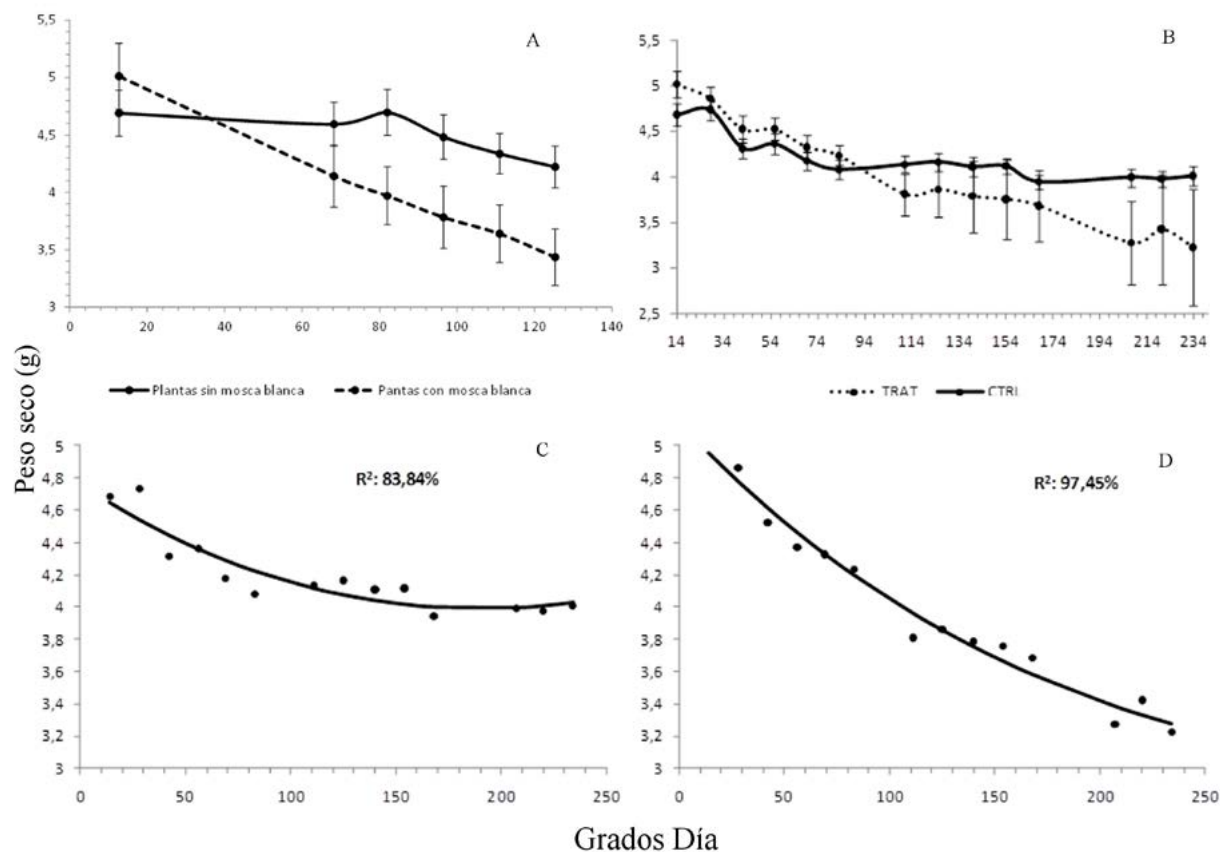 5,5
5
4,5
4
3,5
3
0 20 40 60 80 100 120 140
A
5,5
5
4,5
4
3,5
3
2,5
14 34 54 74 94 114 134 154 174 194 214 234
B
Plantas sin mosca blanca Pantas con mosca blanca
TRAT CTRL
Peso seco (g)
5
4,8
4,6
4,4
4,2
4
3,8
3,6
3,4
3,2
3
0 50 100 150 200 250
C
R²: 83,84%
5
4,8
4,6
4,4
4,2
4
3,8
3,6
3,4
3,2
3
0 50 100 150 200 250
D
R²: 97,45%
Grados Día